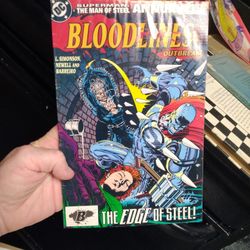 DC
SUPERMAN:
THE MAN OF STEEL ANNUAL
BLOODLINES
OUTBREAK
L. SIMONSON
NEWELL AND
BARREIRO
THE EDGE OF STEEL!